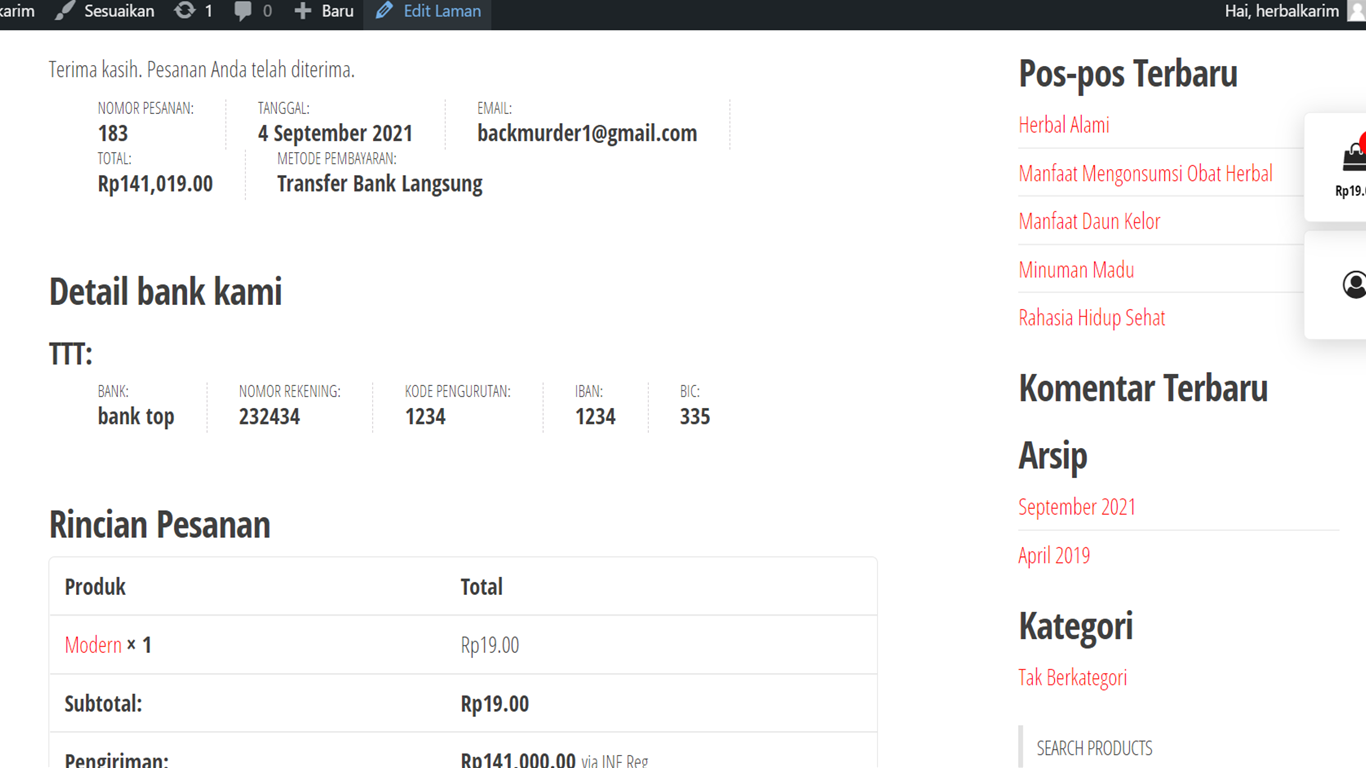 karim Sesuaikan 1 0 Baru Edit Laman Hai, herbalkarim
Terima kasih. Pesanan Anda telah diterima.
NOMOR PESANAN: TANGGAL: EMAIL:
183 4 September 2021 backmurder1@gmail.com
TOTAL: METODE PEMBAYARAN:
Rp141,019.00 Transfer Bank Langsung
Detail bank kami
TTT:
BANK: NOMOR REKENING: KODE PENGURUTAN: IBAN: BIC:
bank top 232434 1234 1234 335
Rincian Pesanan
Produk Total
Modern × 1 Rp19.00
Subtotal: Rp19.00
Pengiriman: Rp141,000.00 via JNE Reg
Pos-pos Terbaru
Herbal Alami
Manfaat Mengonsumsi Obat Herbal
Manfaat Daun Kelor
Minuman Madu
Rahasia Hidup Sehat
Komentar Terbaru
Arsip
September 2021
April 2019
Kategori
Tak Berkategori
SEARCH PRODUCTS
Rp19.